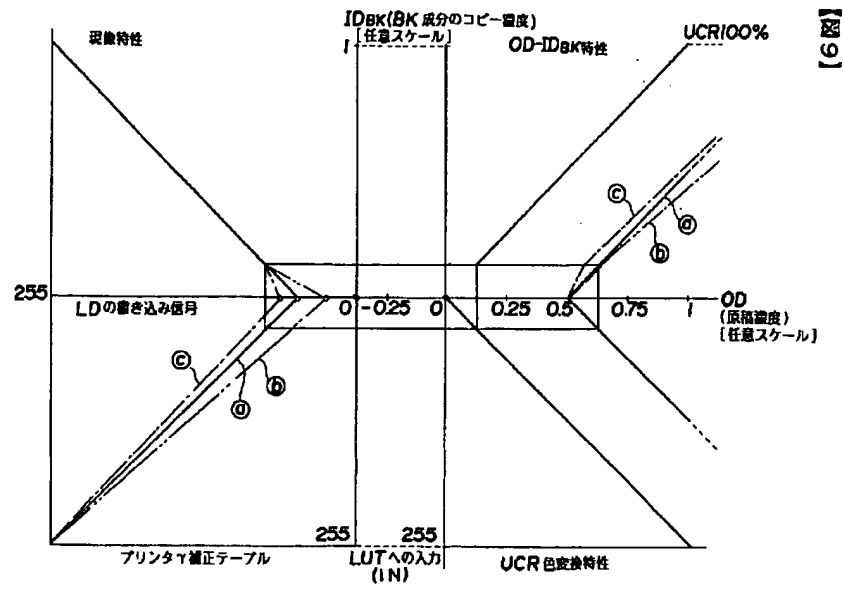 【図9】
IDBK(BK 成分のコピー濃度)
[任意スケール]
現像特性
OD-IDBK特性
UCR100%
1
ⓒ
ⓐ
ⓑ
255
LDの書き込み信号
0
-0.25
0
0.25
0.5
0.75
1
OD
(原稿濃度)
[任意スケール]
ⓒ
ⓐ
ⓑ
255
255
プリンタγ補正テーブル
LUTへの入力
(IN)
UCR色変換特性